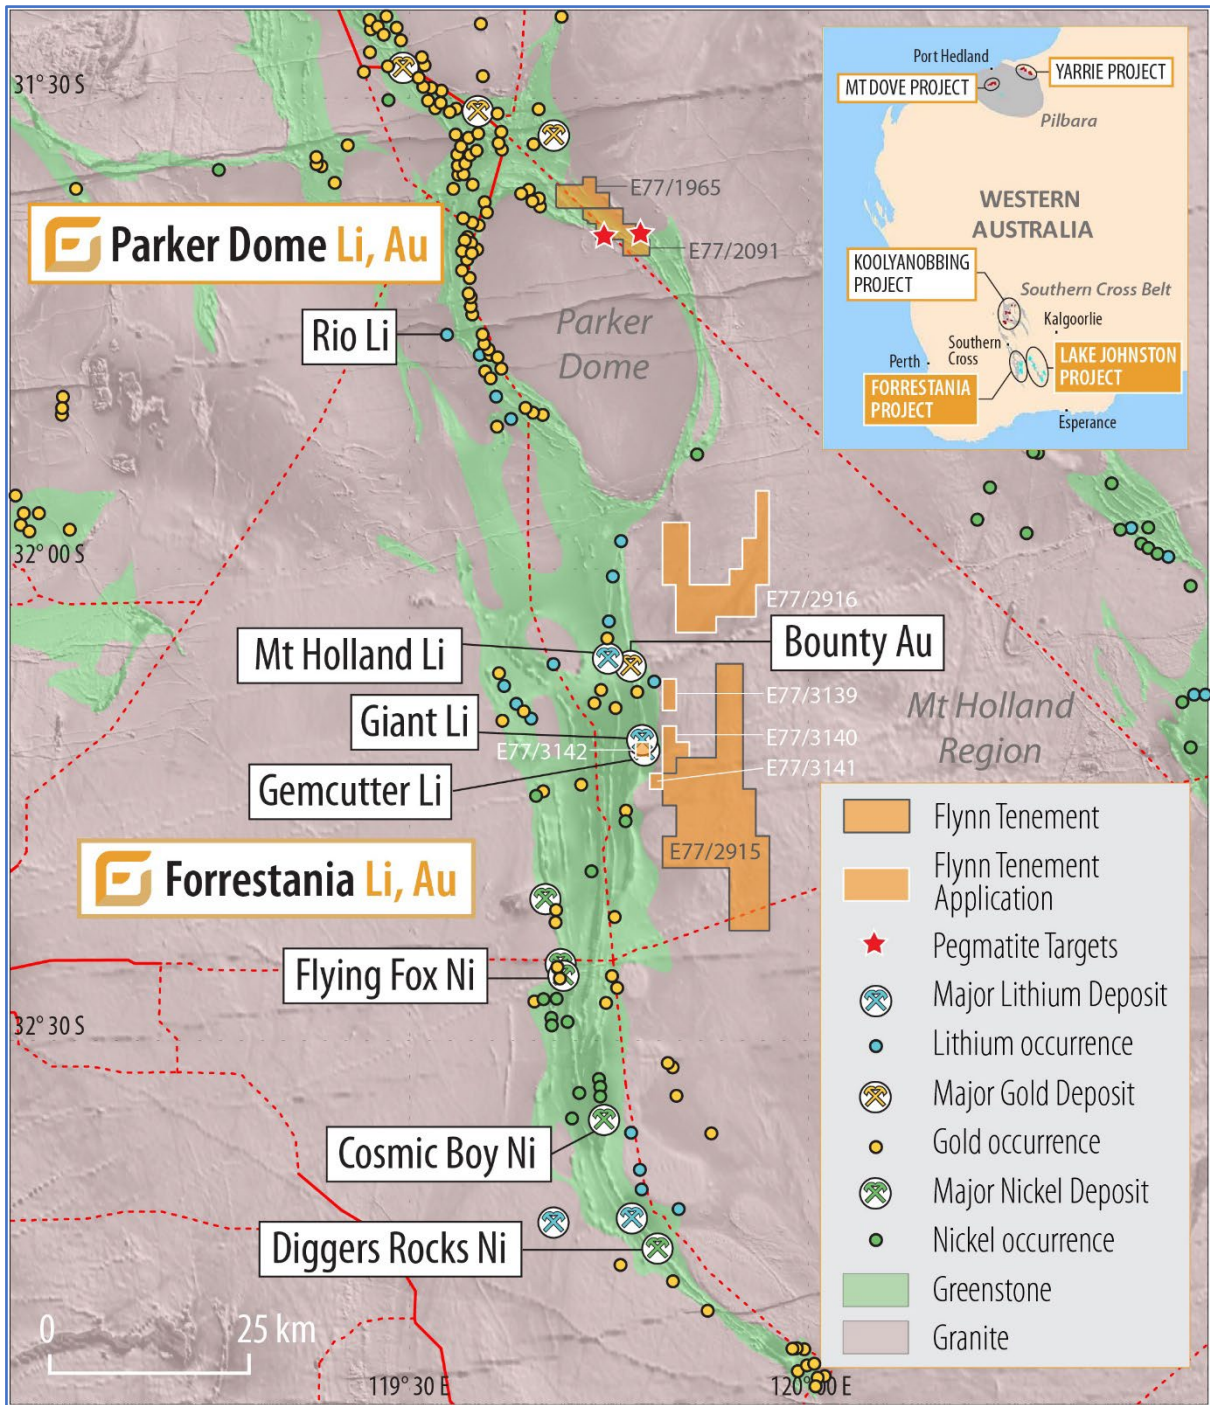 31° 30 S
Port Hedland
YARRIE PROJECT
MT DOVE PROJECT
Pilbara
WESTERN
AUSTRALIA
KOOLYANOBBING
PROJECT
Southern Cross Belt
Kalgoorlie
Southern
Cross
Perth
LAKE JOHNSTON
PROJECT
FORRESTANIA
PROJECT
Esperance
E77/1965
Parker Dome Li, Au
E77/2091
Rio Li
Parker
Dome
32° 00 S
E77/2916
Mt Holland Li
Bounty Au
E77/3139
Mt Holland
Region
Giant Li
E77/3140
E77/3142
E77/3141
Gemcutter Li
E77/2915
Forrestania Li, Au
Flying Fox Ni
32° 30 S
Cosmic Boy Ni
Diggers Rocks Ni
Flynn Tenement
Flynn Tenement
Application
Pegmatite Targets
Major Lithium Deposit
Lithium occurrence
Major Gold Deposit
Gold occurrence
Major Nickel Deposit
Nickel occurrence
Greenstone
Granite
0 25 km
119° 30 E
120° 00 E